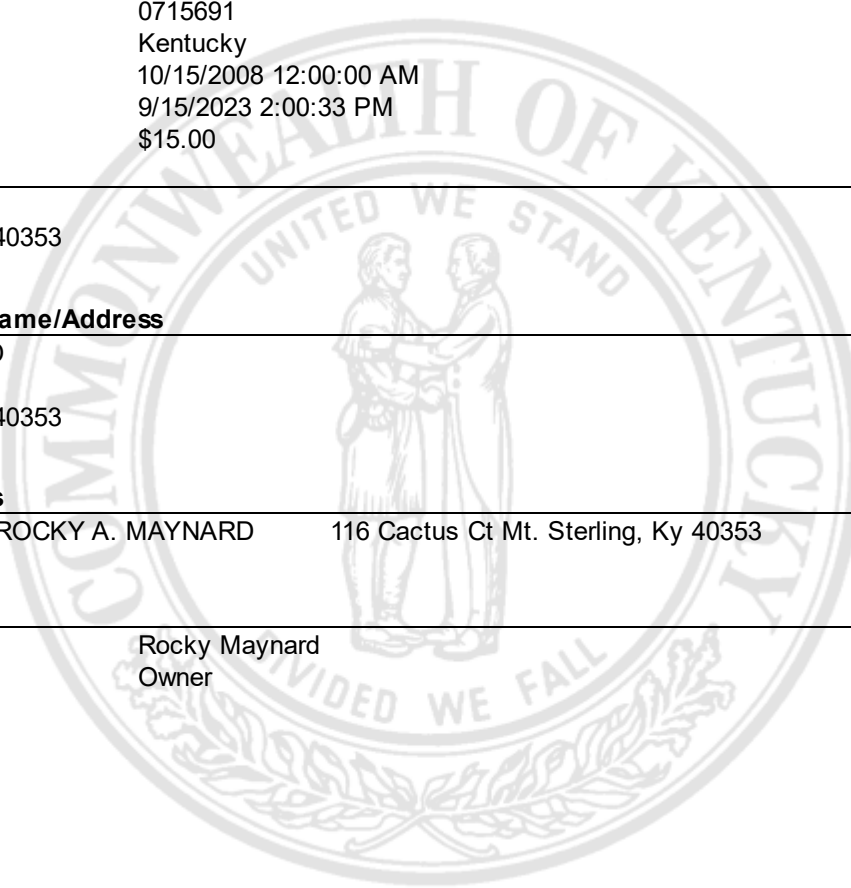 0715691
Kentucky
10/15/2008 12:00:00 AM
9/15/2023 2:00:33 PM
$15.00
40353
ame/Address
40353
s
ROCKY A. MAYNARD 116 Cactus Ct Mt. Sterling, Ky 40353
Rocky Maynard
Owner
COMMONWEALTH OF KENTUCKY
UNITED WE STAND
DIVIDED WE FALL